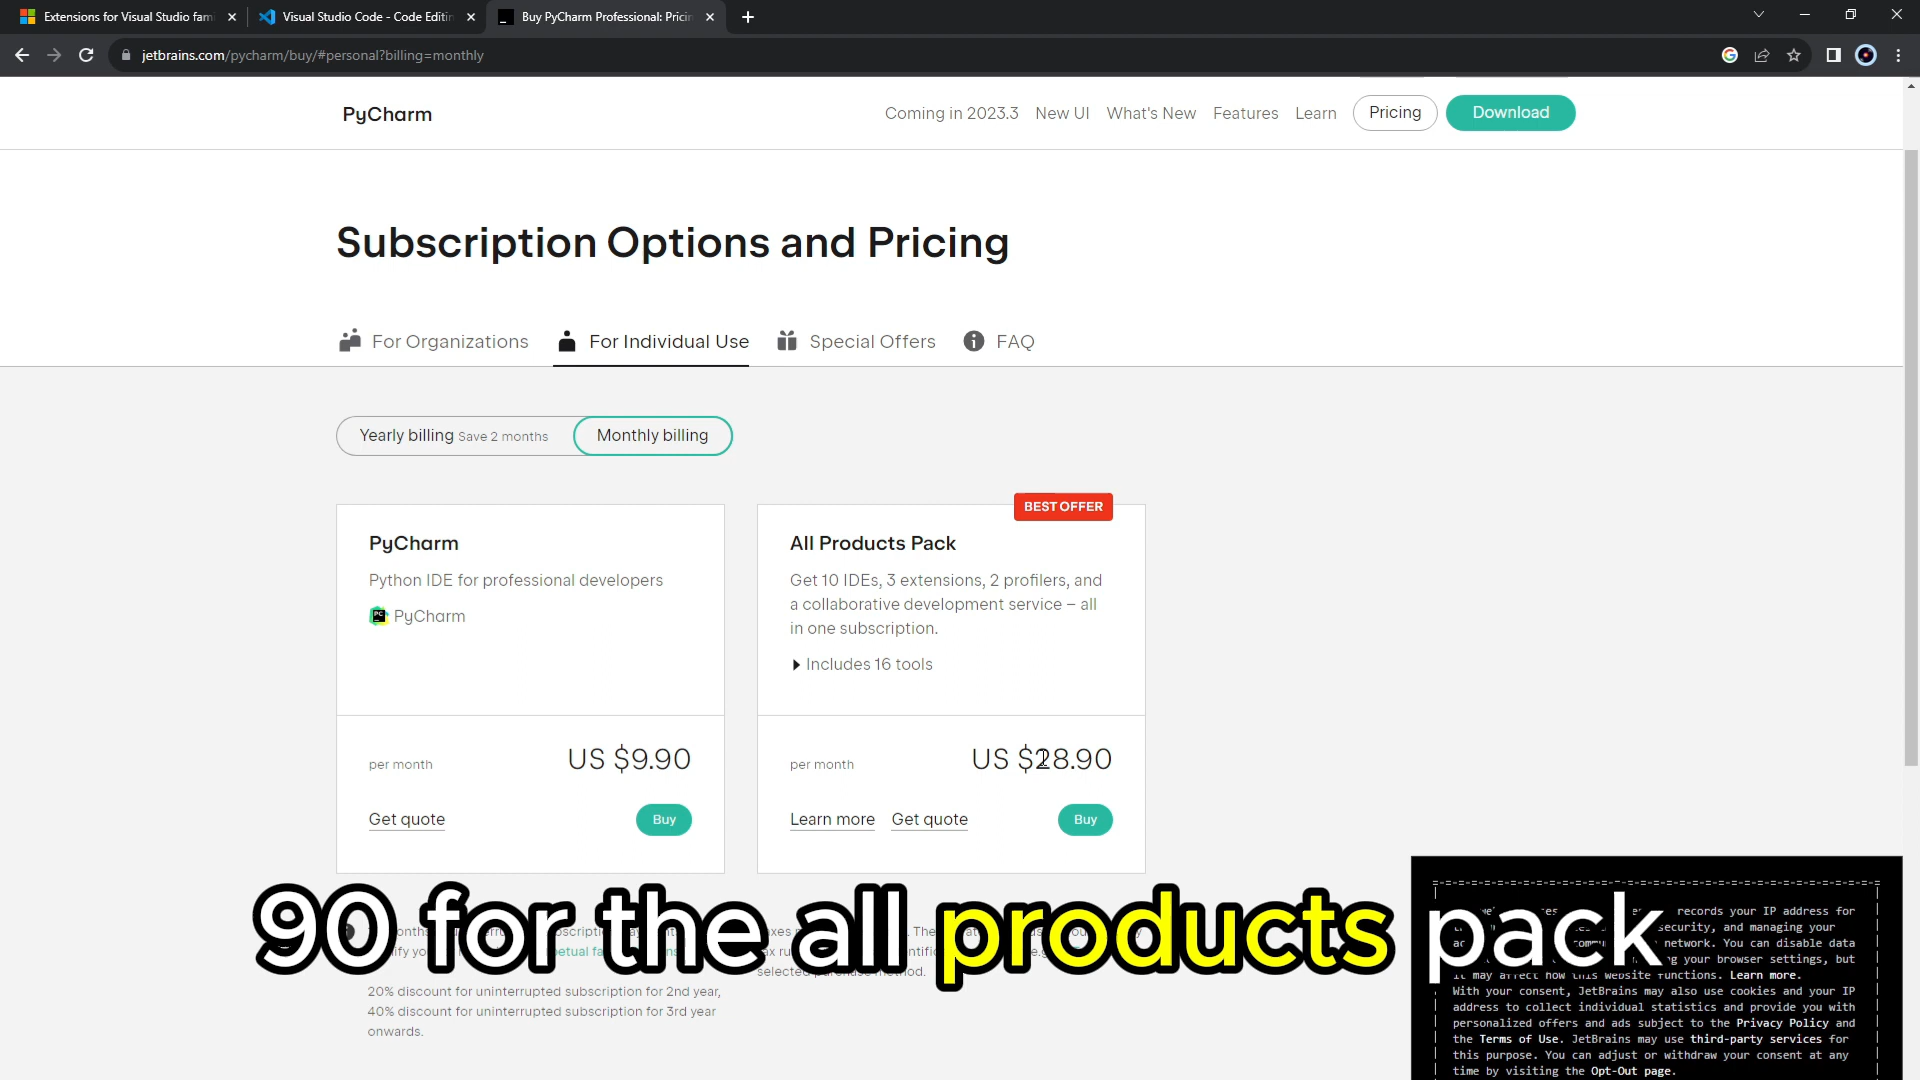 Extensions for Visual Studio fami
Visual Studio Code - Code Editin
Buy PyCharm Professional: Pricin
jetbrains.com/pycharm/buy/#personal?billing=monthly
PyCharm
Coming in 2023.3 New UI What's New Features Learn Pricing Download
Subscription Options and Pricing
For Organizations For Individual Use Special Offers FAQ
Yearly billing Save 2 months Monthly billing
BEST OFFER
PyCharm
Python IDE for professional developers
PyCharm
per month US $9.90
Get quote Buy
All Products Pack
Get 10 IDEs, 3 extensions, 2 profilers, and
a collaborative development service – all
in one subscription.
Includes 16 tools
per month US $28.90
Learn more Get quote Buy
90 for the all products pack
selected purchase method.
20% discount for uninterrupted subscription for 2nd year,
40% discount for uninterrupted subscription for 3rd year
onwards.
records your IP address for
security, and managing your
network. You can disable data
your browser settings, but
it may affect how this website functions. Learn more.
With your consent, JetBrains may also use cookies and your IP
address to collect individual statistics and provide you with
personalized offers and ads subject to the Privacy Policy and
the Terms of Use. JetBrains may use third-party services for
this purpose. You can adjust or withdraw your consent at any
time by visiting the Opt-Out page.